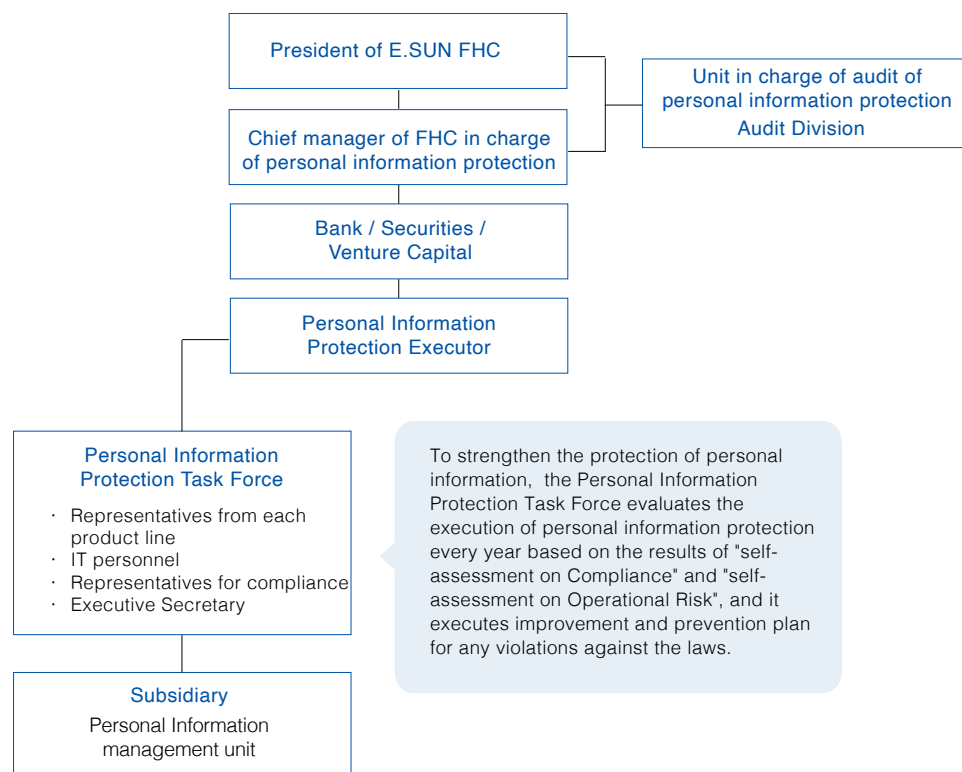 President of E.SUN FHC
Unit in charge of audit of
personal information protection
Audit Division
Chief manager of FHC in charge
of personal information protection
Bank / Securities /
Venture Capital
Personal Information
Protection Executor
Personal Information
Protection Task Force
· Representatives from each
product line
· IT personnel
· Representatives for compliance
· Executive Secretary
To strengthen the protection of personal
information, the Personal Information
Protection Task Force evaluates the
execution of personal information protection
every year based on the results of "self-
assessment on Compliance" and "self-
assessment on Operational Risk", and it
executes improvement and prevention plan
for any violations against the laws.
Subsidiary
Personal Information
management unit